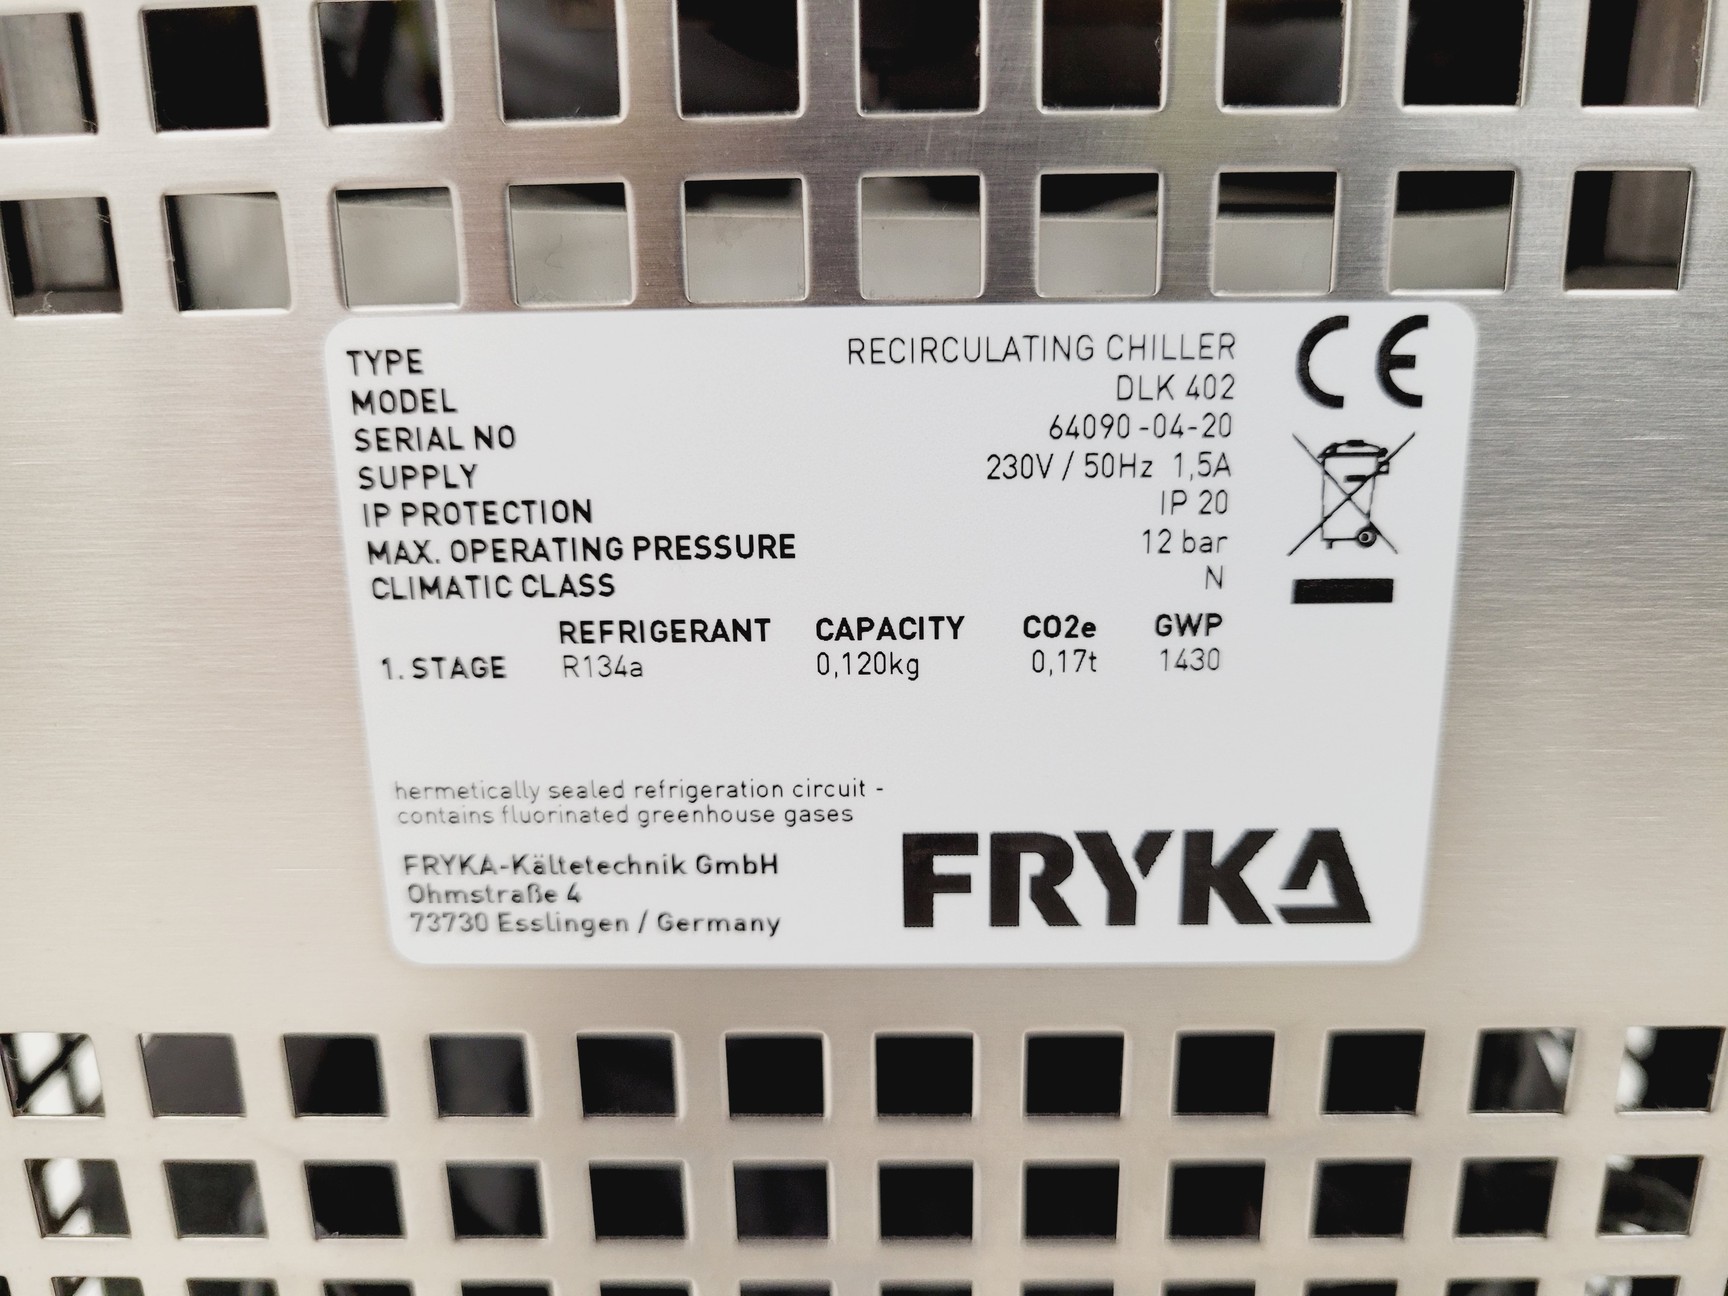 TYPE RECIRCULATING CHILLER
MODEL DLK 402
SERIAL NO 64090-04-20
SUPPLY 230V / 50Hz 1,5A
IP PROTECTION IP 20
MAX. OPERATING PRESSURE 12 bar
CLIMATIC CLASS N
REFRIGERANT CAPACITY CO2e GWP
1. STAGE R134a 0,120kg 0,17t 1430
hermetically sealed refrigeration circuit -
contains fluorinated greenhouse gases
FRYKA-Kältetechnik GmbH
Ohmstraße 4
73730 Esslingen / Germany
FRYKA
CE